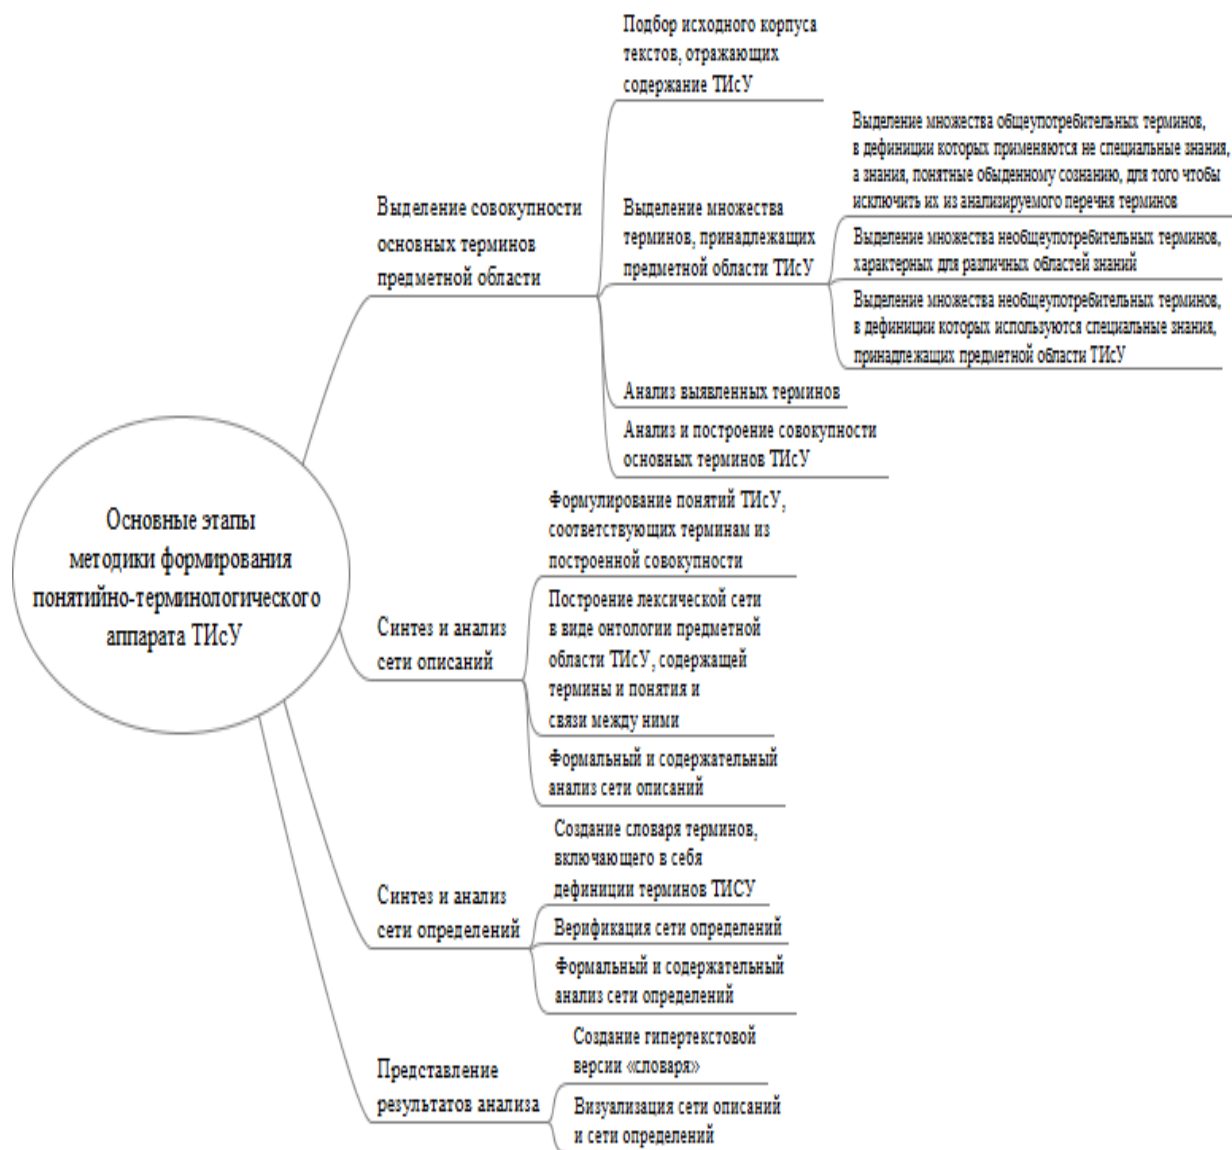 Основные этапы
методики формирования
понятийно-терминологического
аппарата ТИсУ
Выделение совокупности
основных терминов
предметной области
Подбор исходного корпуса
текстов, отражающих
содержание ТИсУ
Выделение множества
терминов, принадлежащих
предметной области ТИсУ
Выделение множества общеупотребительных терминов,
в дефиниции которых применяются не специальные знания,
а знания, понятные обыденному сознанию, для того чтобы
исключить их из анализируемого перечня терминов
Выделение множества необщеупотребительных терминов,
характерных для различных областей знаний
Выделение множества необщеупотребительных терминов,
в дефиниции которых используются специальные знания,
принадлежащих предметной области ТИсУ
Анализ выявленных терминов
Анализ и построение совокупности
основных терминов ТИсУ
Синтез и анализ
сети описаний
Формулирование понятий ТИсУ,
соответствующих терминам из
построенной совокупности
Построение лексической сети
в виде онтологии предметной
области ТИсУ, содержащей
термины и понятия и
связи между ними
Формальный и содержательный
анализ сети описаний
Синтез и анализ
сети определений
Создание словаря терминов,
включающего в себя
дефиниции терминов ТИСУ
Верификация сети определений
Формальный и содержательный
анализ сети определений
Представление
результатов анализа
Создание гипертекстовой
версии «словаря»
Визуализация сети описаний
и сети определений